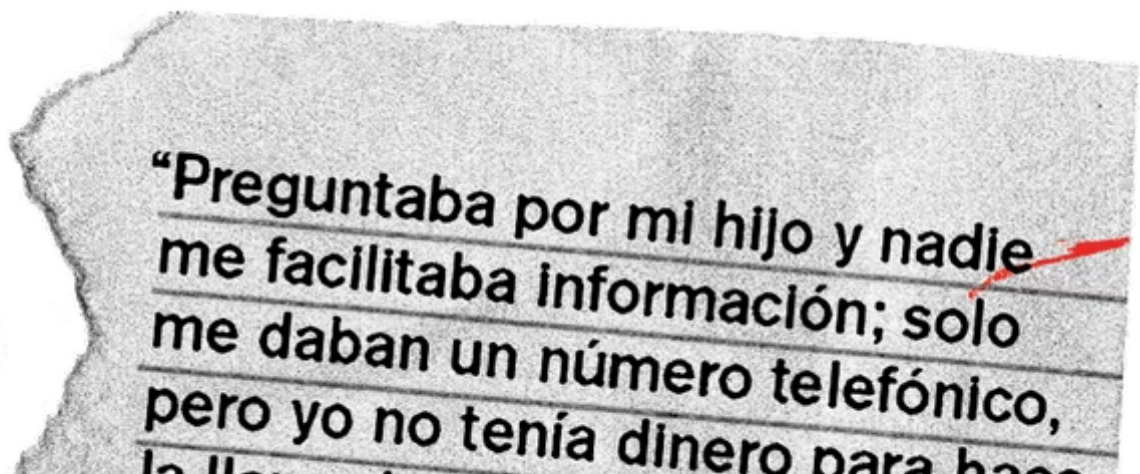 “Preguntaba por mi hijo y nadie
me facilitaba información; solo
me daban un número telefónico,
pero yo no tenía dinero para
la